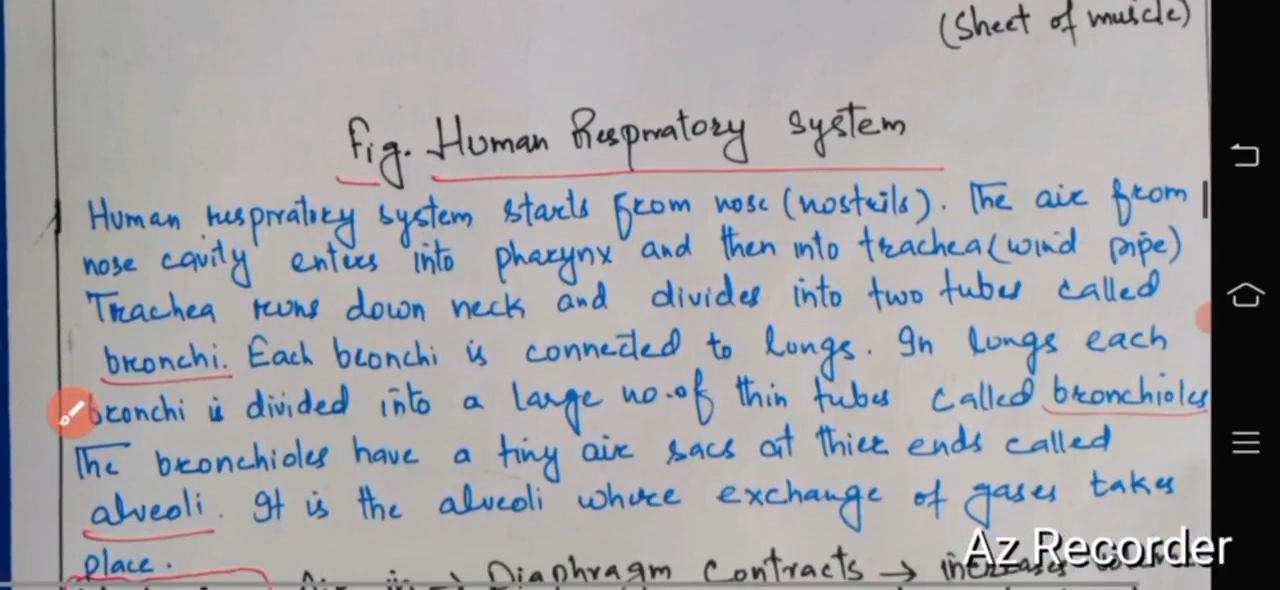 (Sheet of muscle)
Fig. Human Respiratory system
Human respiratory system starts from nose (nostrils). The air from
nose cavity enters into pharynx and then into trachea (wind pipe)
Trachea runs down neck and divides into two tubes called
bronchi. Each bronchi is connected to lungs. In lungs each
bronchi is divided into a large no. of thin tubes called bronchioles
The bronchioles have a tiny air sacs at thier ends called
alveoli. It is the alveoli where exchange of gases takes
place.
Diaphragm contracts → increases
Az Recorder